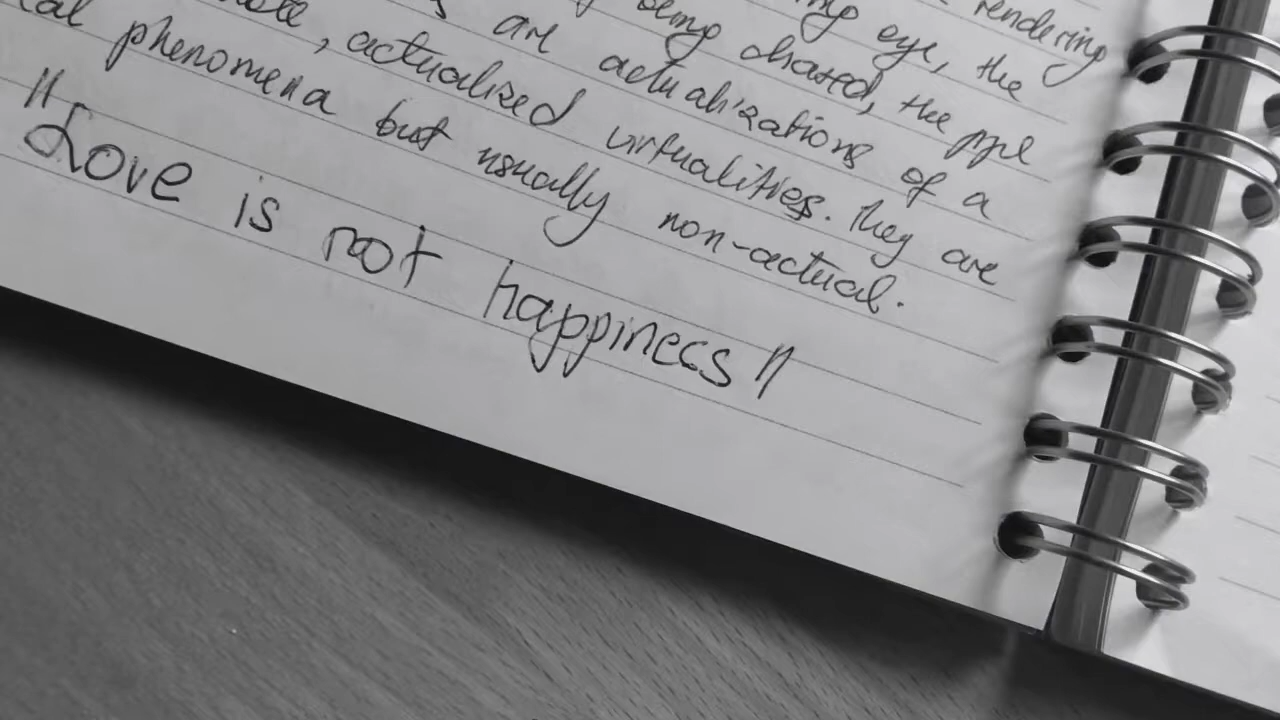 rendering
eye, the
being chased, the
are actualizations of a
actualized virtualities. They are
phenomena but usually non-actual.
"Love is not happiness"